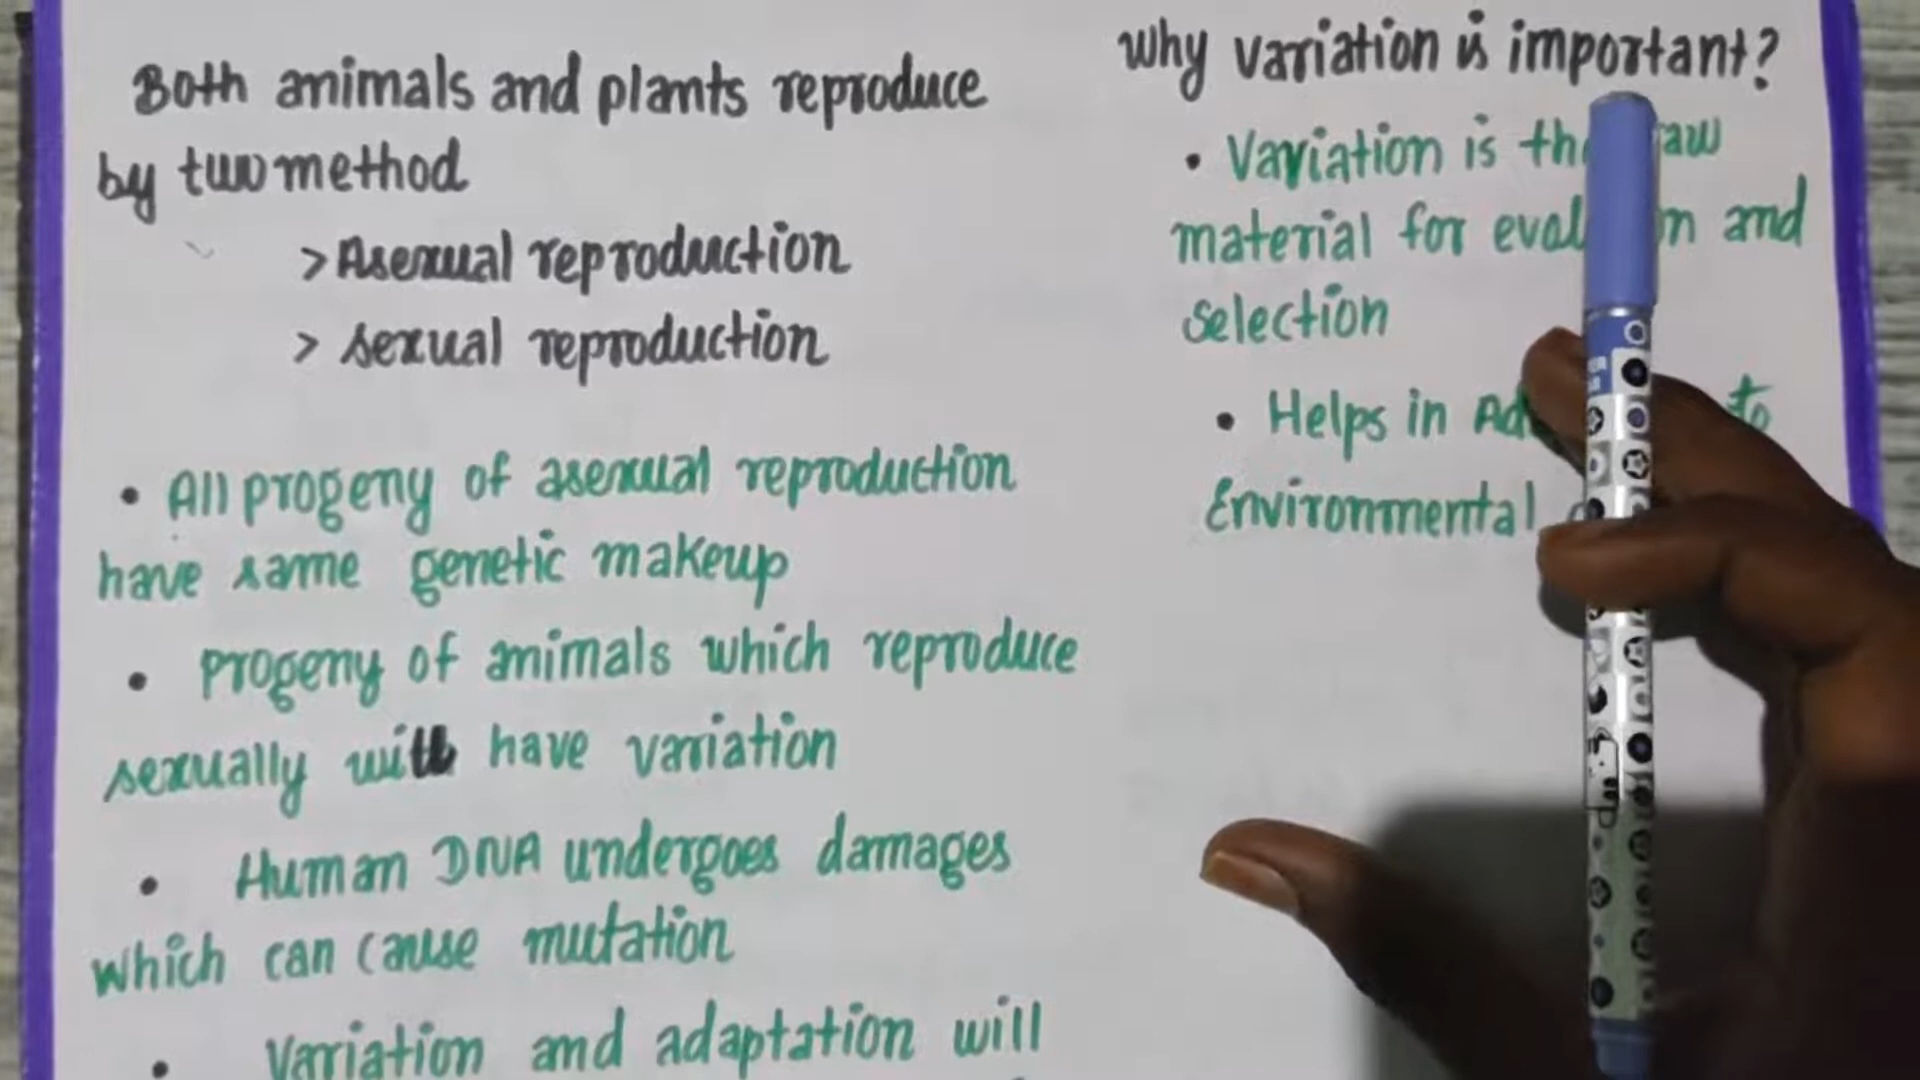 Both animals and plants reproduce
by two method
> Asexual reproduction
> sexual reproduction
• All progeny of asexual reproduction
have same genetic makeup
• Progeny of animals which reproduce
sexually will have variation
• Human DNA undergoes damages
which can cause mutation
• Variation and adaptation will
Why variation is important?
• Variation is
material for and
selection
• Helps in to
Environmental